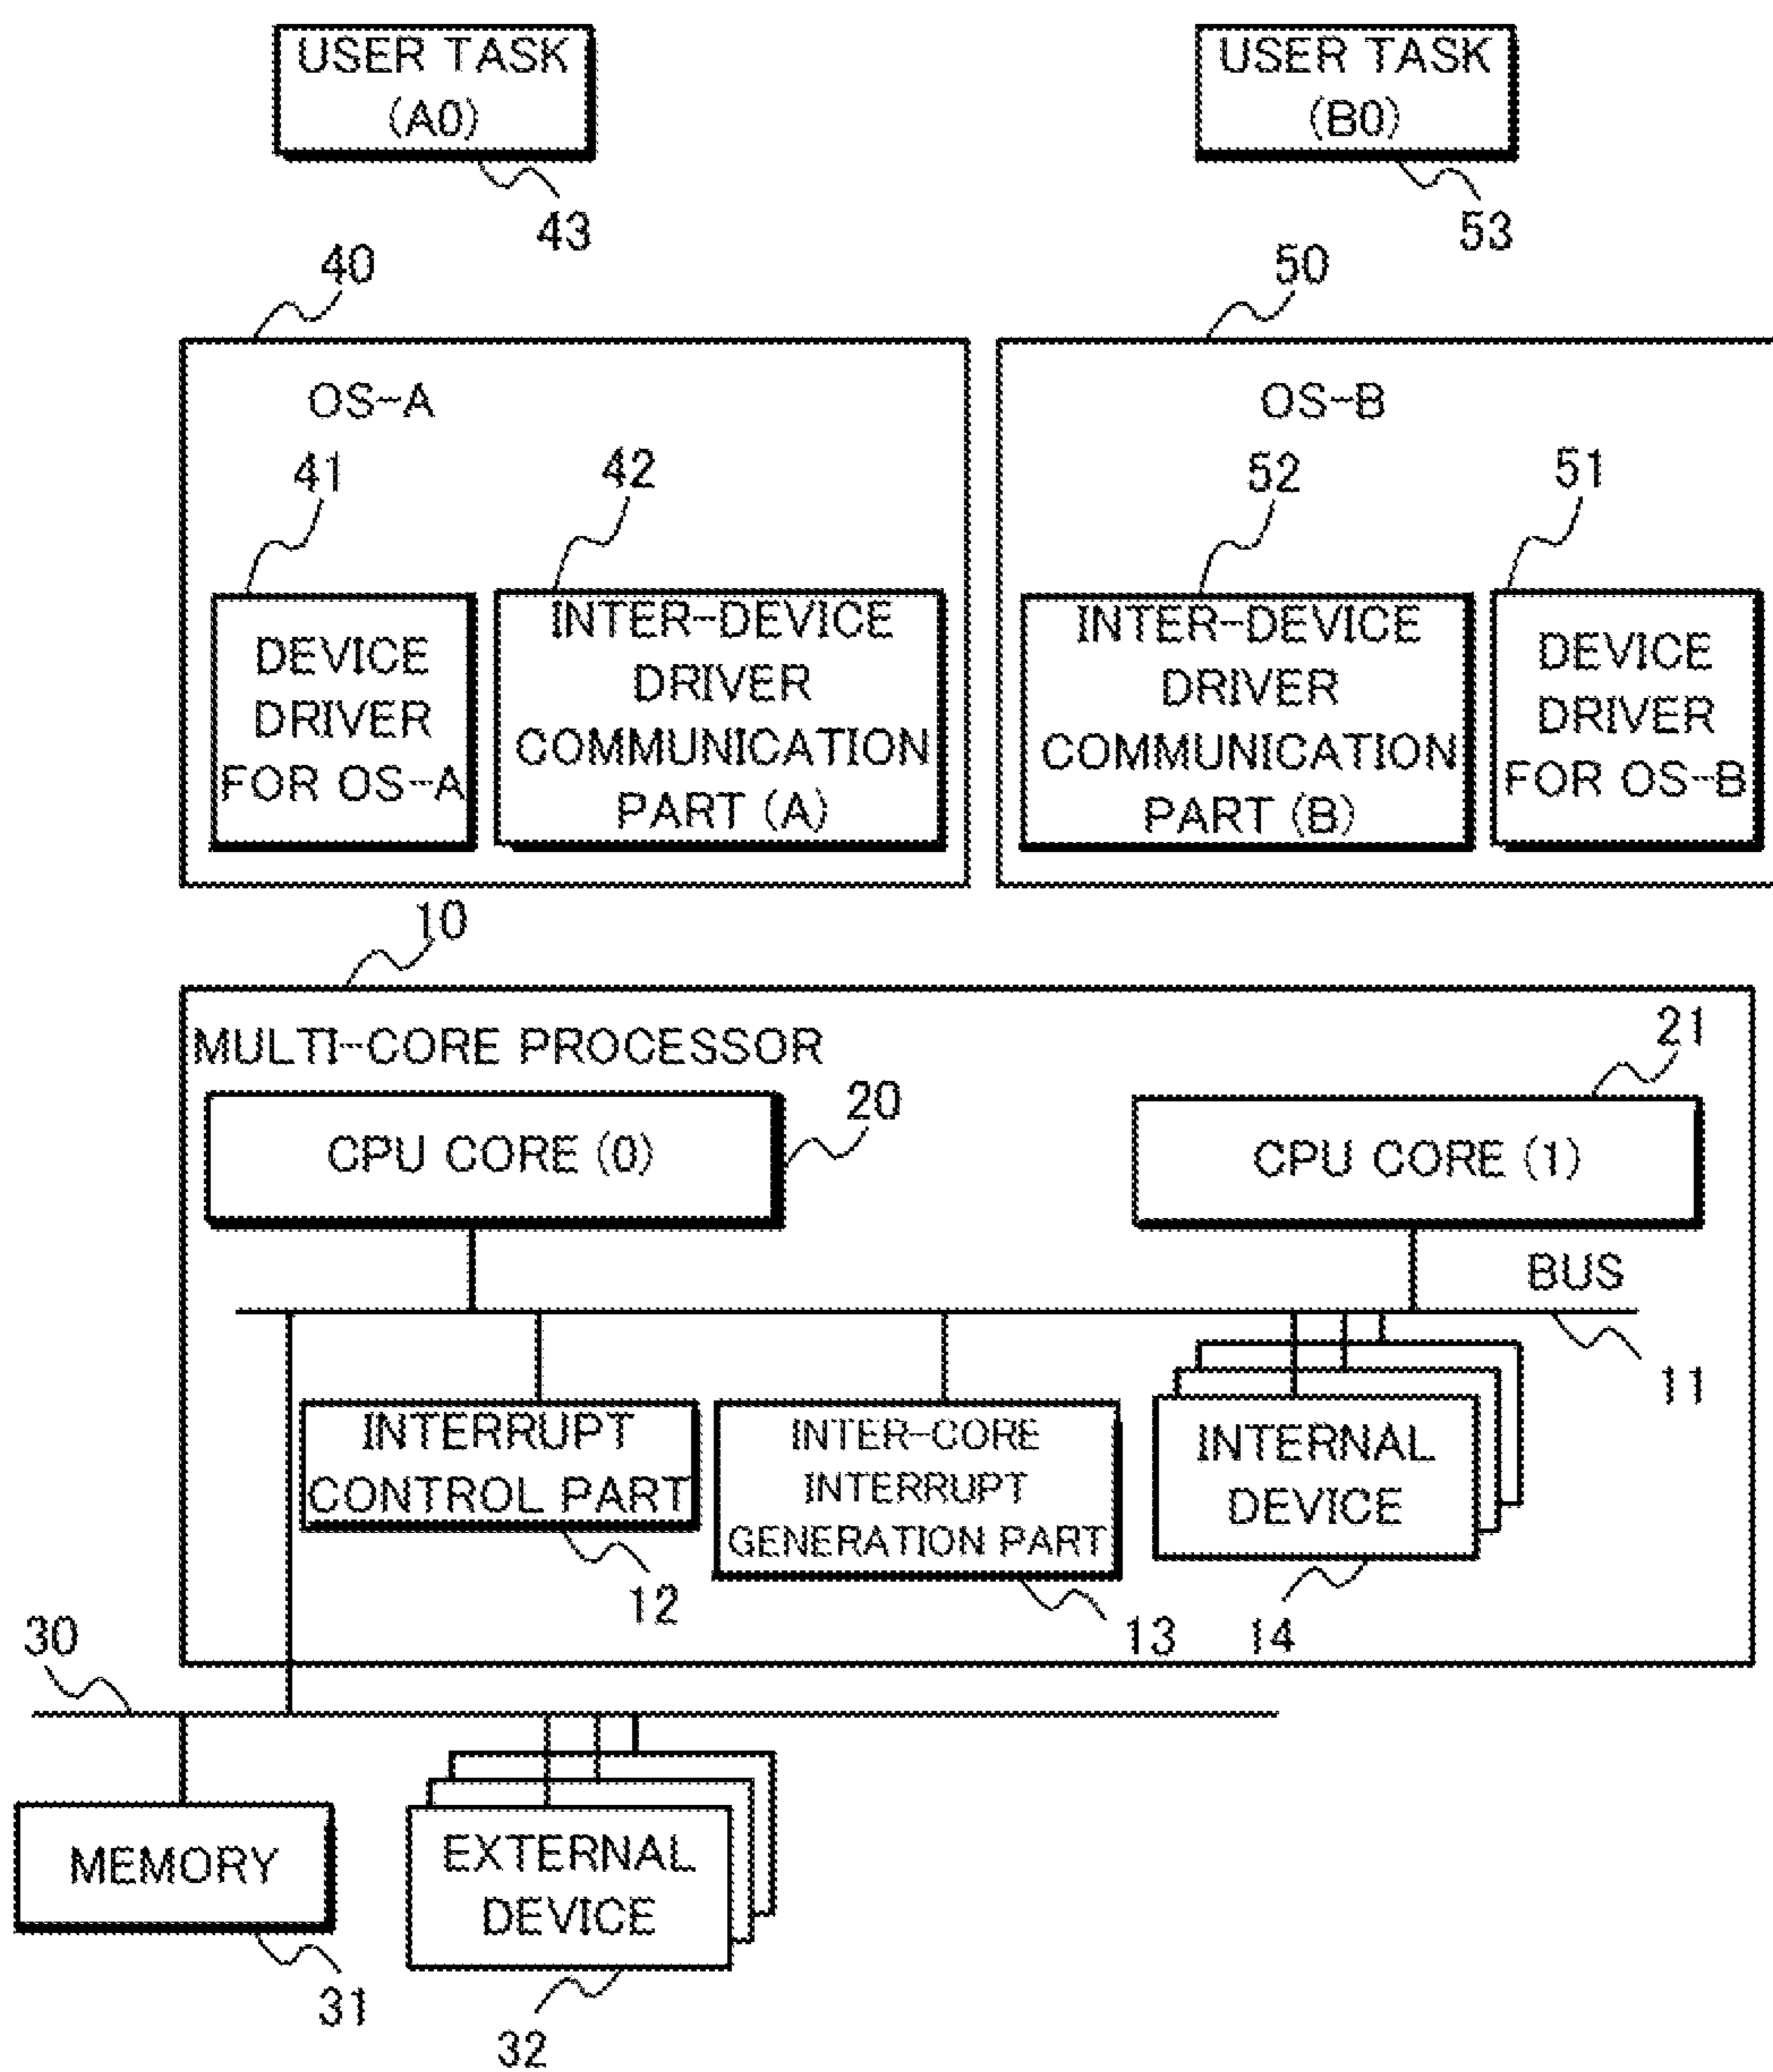 USER TASK
(A0)
USER TASK
(B0)
43
53
40
50
OS-A
OS-B
41
42
52
51
DEVICE
DRIVER
FOR OS-A
INTER-DEVICE
DRIVER
COMMUNICATION
PART (A)
INTER-DEVICE
DRIVER
COMMUNICATION
PART (B)
DEVICE
DRIVER
FOR OS-B
10
MULTI-CORE PROCESSOR
21
20
CPU CORE (0)
CPU CORE (1)
BUS
11
INTERRUPT
CONTROL PART
INTER-CORE
INTERRUPT
GENERATION PART
INTERNAL
DEVICE
12
13
14
30
MEMORY
EXTERNAL
DEVICE
31
32